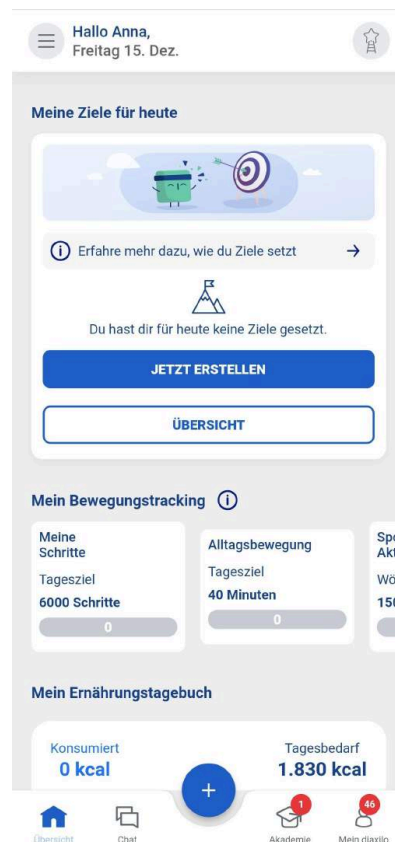 Hallo Anna,
Freitag 15. Dez.
Meine Ziele für heute
Erfahre mehr dazu, wie du Ziele setzt
Du hast dir für heute keine Ziele gesetzt.
JETZT ERSTELLEN
ÜBERSICHT
Mein Bewegungstracking
Meine
Schritte
Tagesziel
6000 Schritte
0
Alltagsbewegung
Tagesziel
40 Minuten
0
Mein Ernährungstagebuch
Konsumiert
0 kcal
Tagesbedarf
1.830 kcal
+
Übersicht
Chat
1
Akademie
46
Mein diaxilo